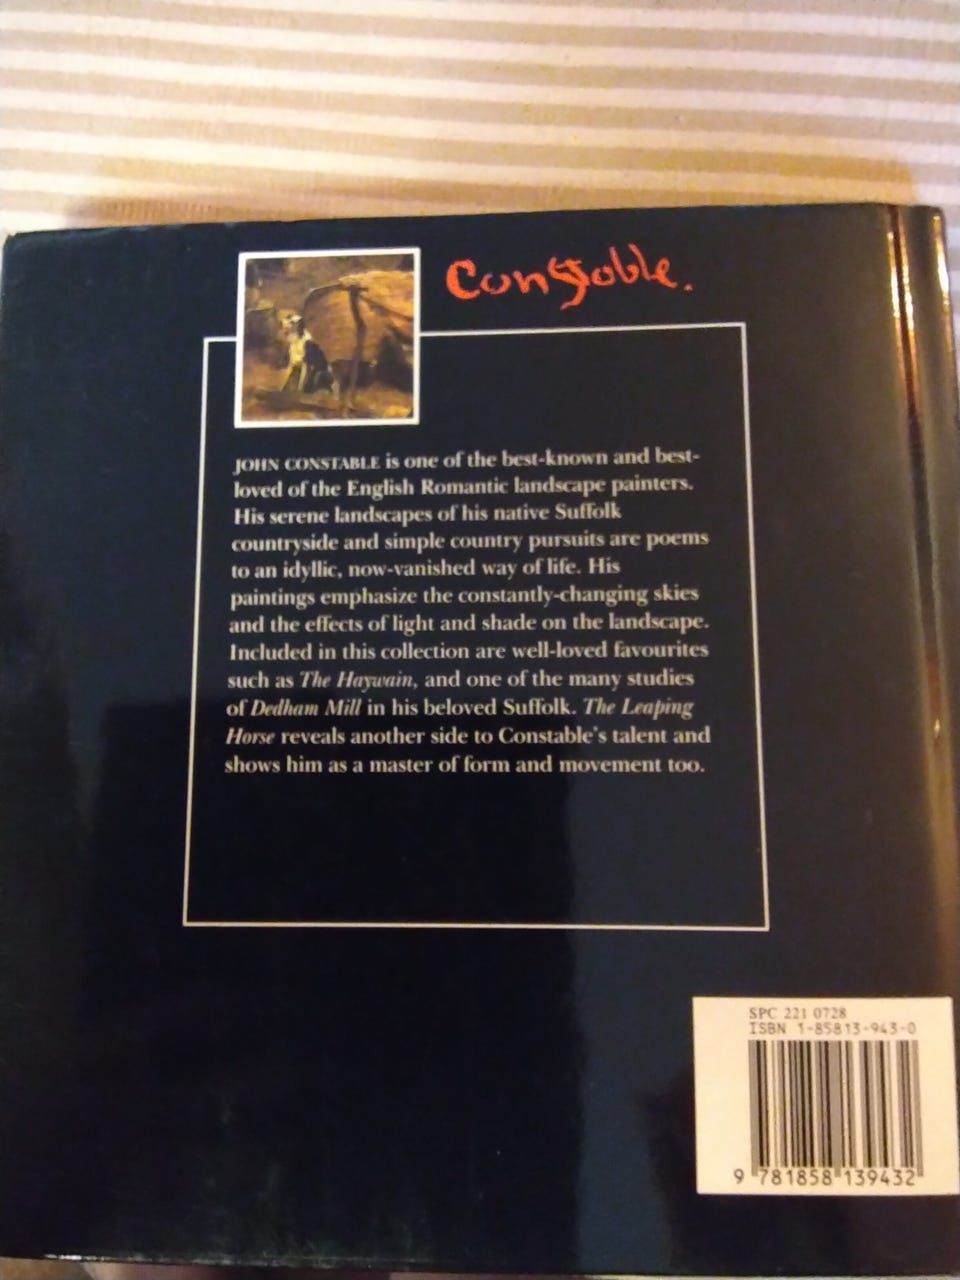 Constable.
JOHN CONSTABLE is one of the best-known and best-
loved of the English Romantic landscape painters.
His serene landscapes of his native Suffolk
countryside and simple country pursuits are poems
to an idyllic, now-vanished way of life. His
paintings emphasize the constantly-changing skies
and the effects of light and shade on the landscape.
Included in this collection are well-loved favourites
such as The Haywain, and one of the many studies
of Dedham Mill in his beloved Suffolk. The Leaping
Horse reveals another side to Constable's talent and
shows him as a master of form and movement too.
SPC 221 0728
ISBN 1-85813-943-0
9 781858 139432